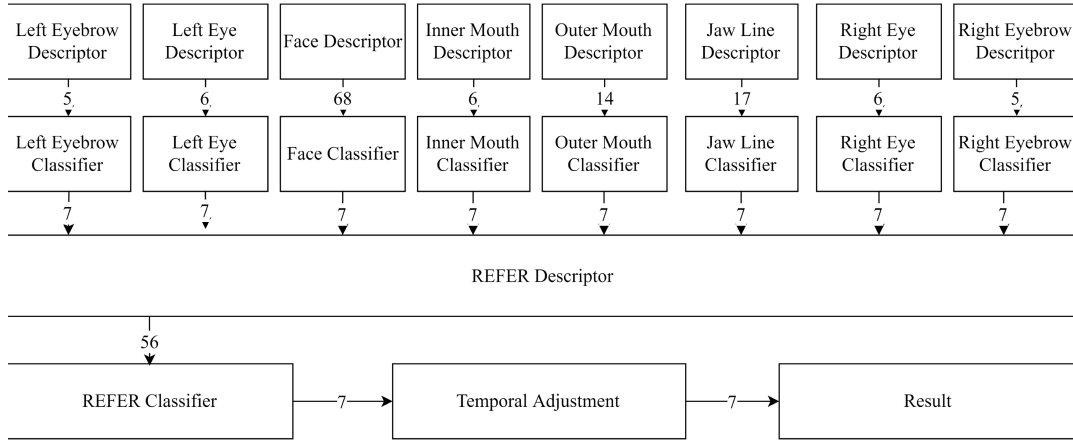 Left Eyebrow
Descriptor
Left Eye
Descriptor
Face Descriptor
Inner Mouth
Descriptor
Outer Mouth
Descriptor
Jaw Line
Descriptor
Right Eye
Descriptor
Right Eyebrow
Descritpor
5
6
68
6
14
17
6
5
Left Eyebrow
Classifier
Left Eye
Classifier
Face Classifier
Inner Mouth
Classifier
Outer Mouth
Classifier
Jaw Line
Classifier
Right Eye
Classifier
Right Eyebrow
Classifier
7
7
7
7
7
7
7
7
REFER Descriptor
56
REFER Classifier
7
Temporal Adjustment
7
Result